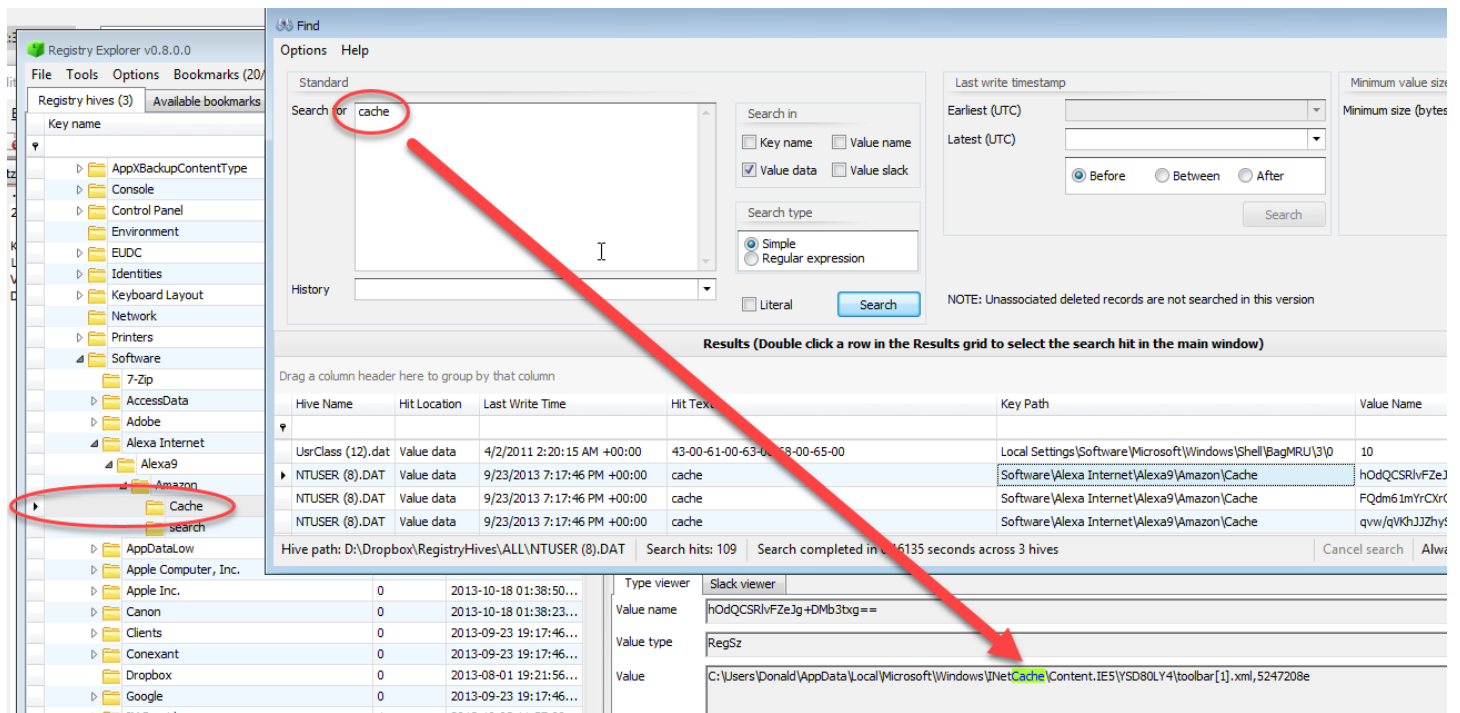 Find
Options Help
Registry Explorer v0.8.0.0
File Tools Options Bookmarks (20/
Registry hives (3) Available bookmarks
Key name
AppXBackupContentType
Console
Control Panel
Environment
EUDC
Identities
Keyboard Layout
Network
Printers
Software
7-Zip
AccessData
Adobe
Alexa Internet
Alexa9
Amazon
Cache
search
AppDataLow
Apple Computer, Inc.
Apple Inc. 0 2013-10-18 01:38:50...
Canon 0 2013-10-18 01:38:23...
Clients 0 2013-09-23 19:17:46...
Conexant 0 2013-09-23 19:17:46...
Dropbox 0 2013-08-01 19:21:56...
Google 0 2013-09-23 19:17:46...
Standard
Search for cache
Search in
Key name Value name
Value data Value slack
Search type
Simple
Regular expression
History
Literal Search
Last write timestamp
Earliest (UTC)
Latest (UTC)
Before Between After
Search
Minimum value size
Minimum size (bytes
NOTE: Unassociated deleted records are not searched in this version
Results (Double click a row in the Results grid to select the search hit in the main window)
Drag a column header here to group by that column
Hive Name Hit Location Last Write Time Hit Text Key Path Value Name
UsrClass (12).dat Value data 4/2/2011 2:20:15 AM +00:00 43-00-61-00-63-00-68-00-65-00 Local Settings\Software\Microsoft\Windows\Shell\BagMRU\3\0 10
NTUSER (8).DAT Value data 9/23/2013 7:17:46 PM +00:00 cache Software\Alexa Internet\Alexa9\Amazon\Cache hOdQCSRlvFZeJ
NTUSER (8).DAT Value data 9/23/2013 7:17:46 PM +00:00 cache Software\Alexa Internet\Alexa9\Amazon\Cache FQdm61mYrCXr
NTUSER (8).DAT Value data 9/23/2013 7:17:46 PM +00:00 cache Software\Alexa Internet\Alexa9\Amazon\Cache qvw/qVKhJJZhy
Hive path: D:\Dropbox\RegistryHives\ALL\NTUSER (8).DAT Search hits: 109 Search completed in seconds across 3 hives Cancel search Alwa
Type viewer Slack viewer
Value name hOdQCSRlvFZeJg+DMb3txg==
Value type RegSz
Value C:\Users\Donald\AppData\Local\Microsoft\Windows\INetCache\Content.IE5\YSD80LY4\toolbar[1].xml,5247208e